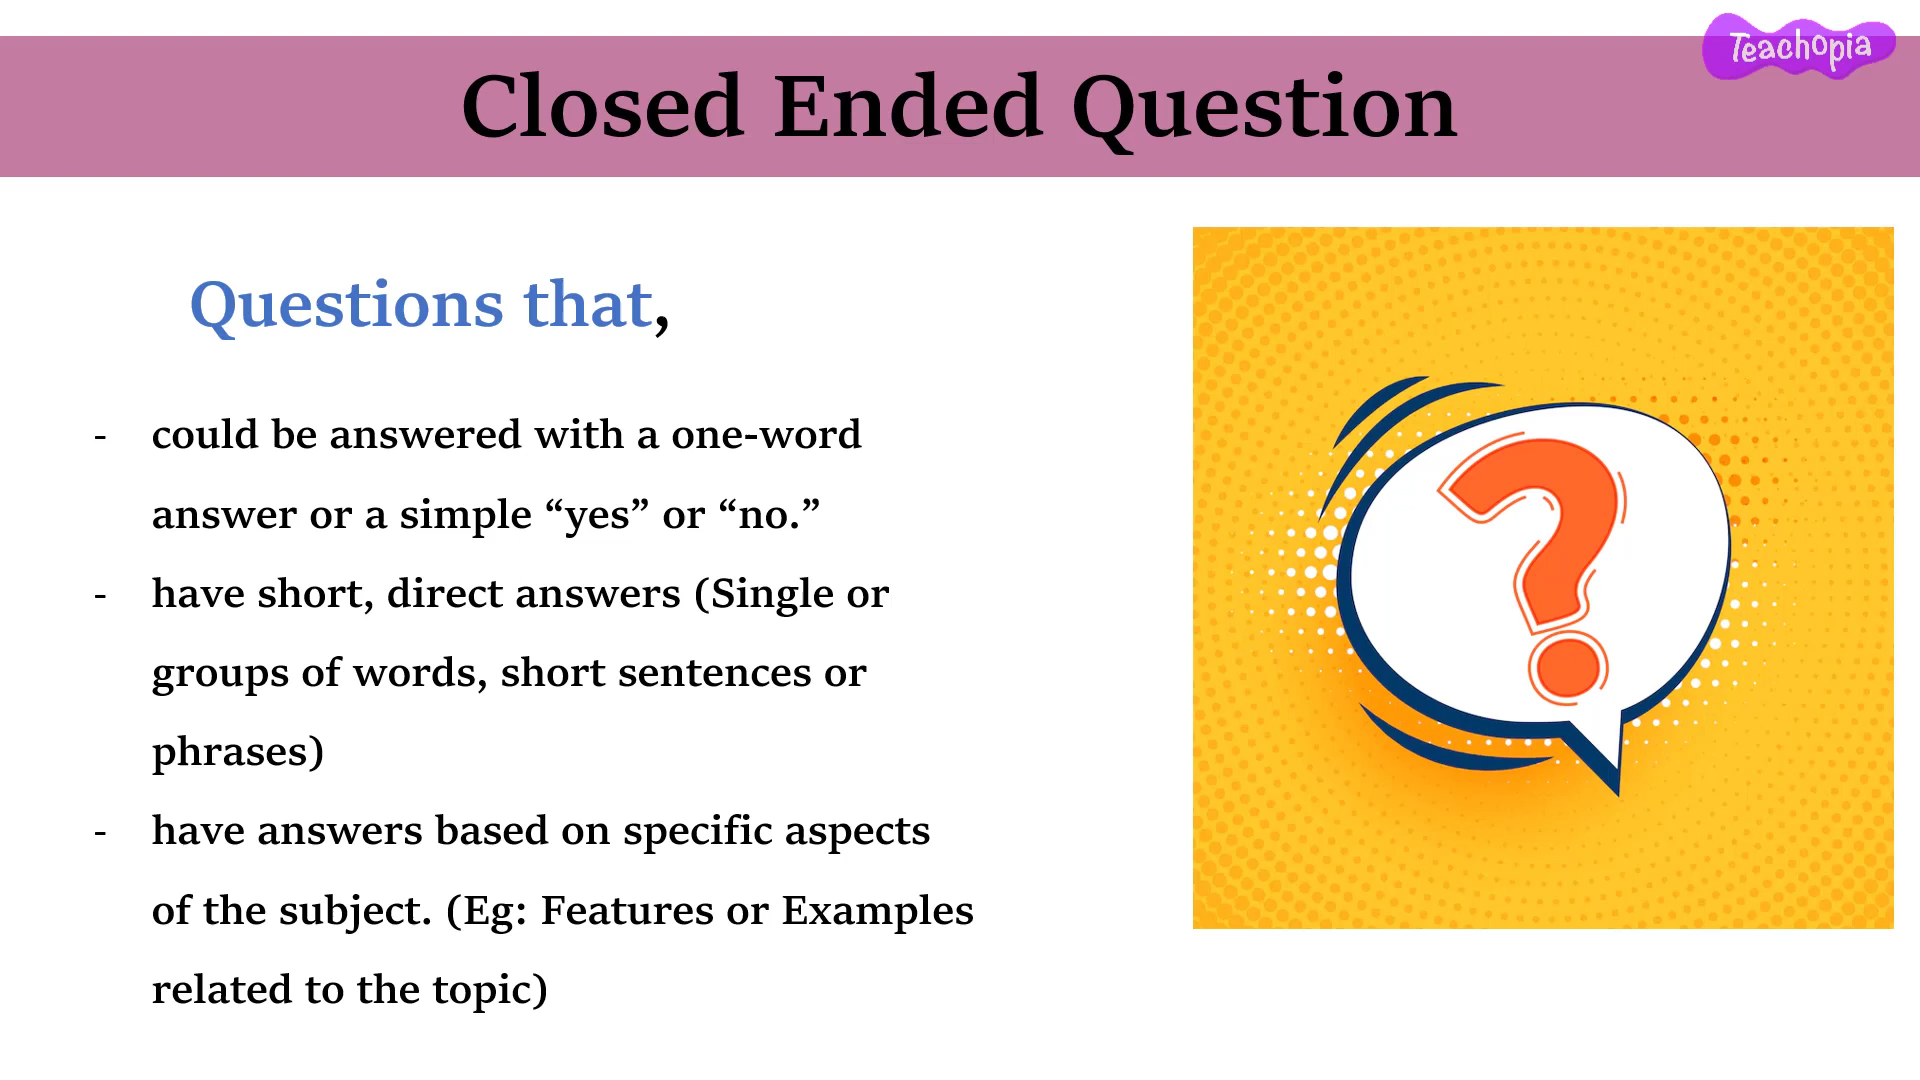 Teachopia
Closed Ended Question
Questions that,
- could be answered with a one-word
answer or a simple “yes” or “no.”
- have short, direct answers (Single or
groups of words, short sentences or
phrases)
- have answers based on specific aspects
of the subject. (Eg: Features or Examples
related to the topic)
?